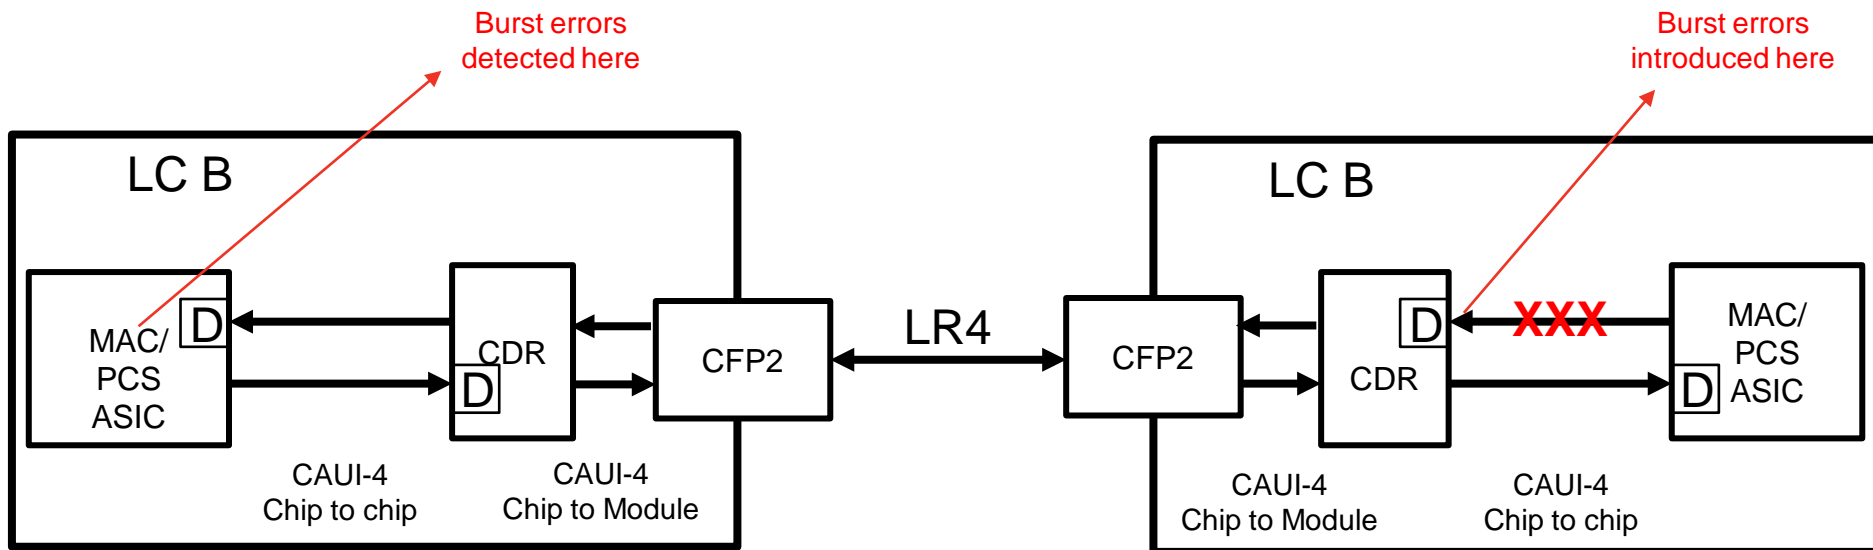 Burst errors
detected here
Burst errors
introduced here
LC B
LC B
D
MAC/
PCS
ASIC
CDR
D
CFP2
LR4
CFP2
D
CDR
XXX
MAC/
PCS
ASIC
D
CAUI-4
Chip to chip
CAUI-4
Chip to Module
CAUI-4
Chip to Module
CAUI-4
Chip to chip